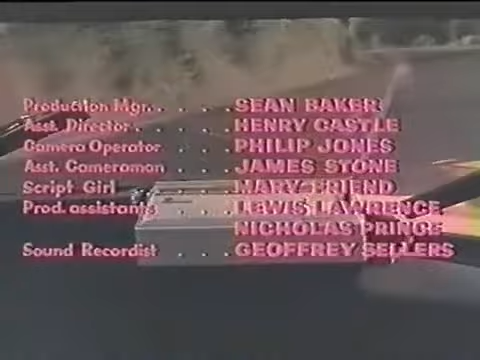 Production Mgr. . . . . SEAN BAKER
Asst. Director . . . . HENRY CASTLE
Camera Operator . . . PHILIP JONES
Asst. Cameraman . . . JAMES STONE
Script Girl . . . MARY FRIEND
Prod. assistants . . . LEWIS LAWRENCE
NICHOLAS PRINCE
Sound Recordist . . . GEOFFREY SELLERS